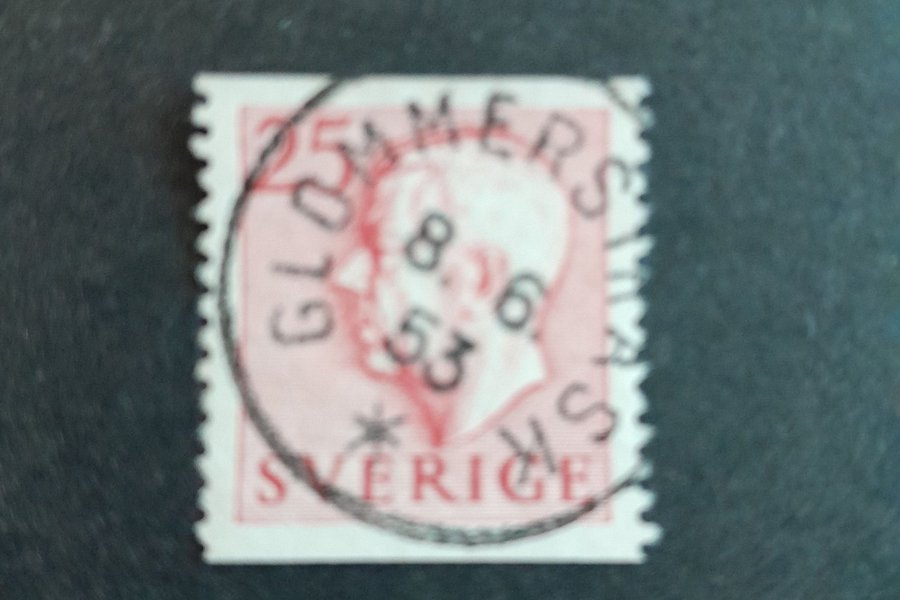 25
GLOMMERSTRÄSK
8.6.
53
SVERIGE